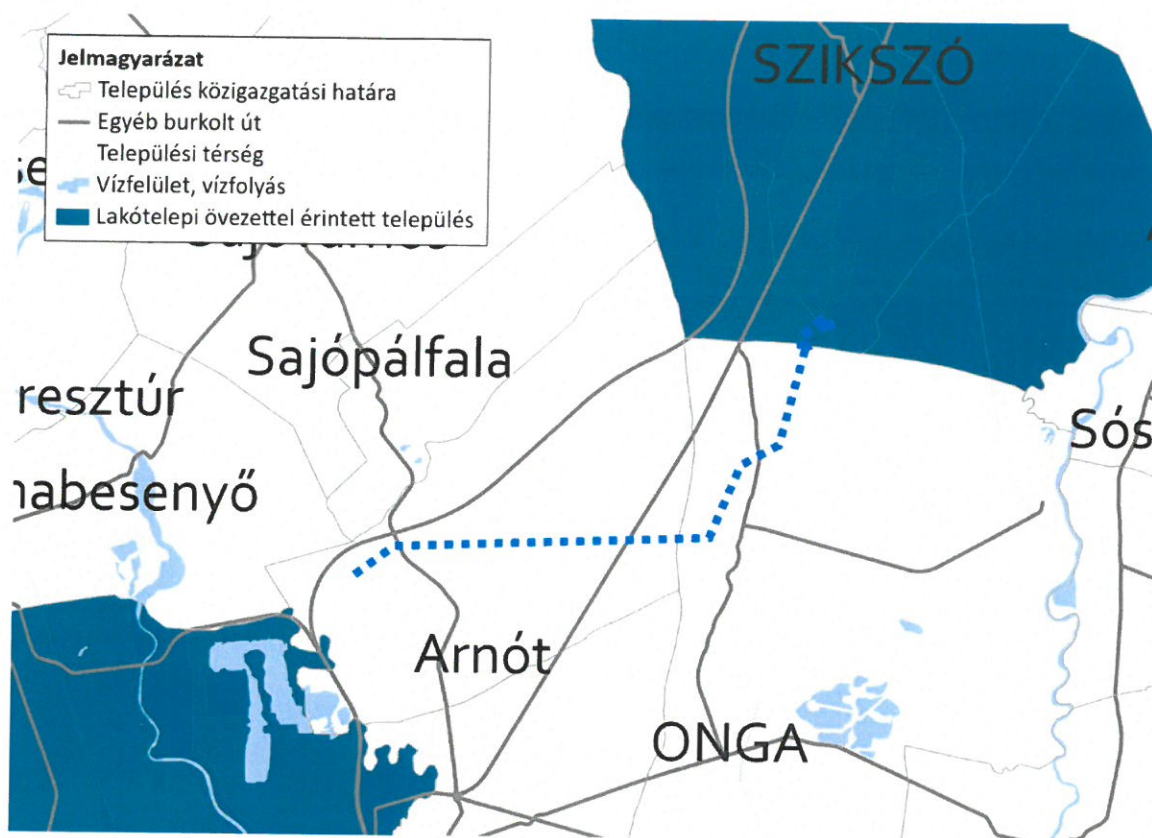 Jelmagyarázat
Település közigazgatási határa
Egyéb burkolt út
Települési térség
Vízfelület, vízfolyás
Lakótelepi övezettel érintett település
SZIKSZÓ
Sajópálfala
resztúr
Sós
nabesenyő
Arnót
ONGA